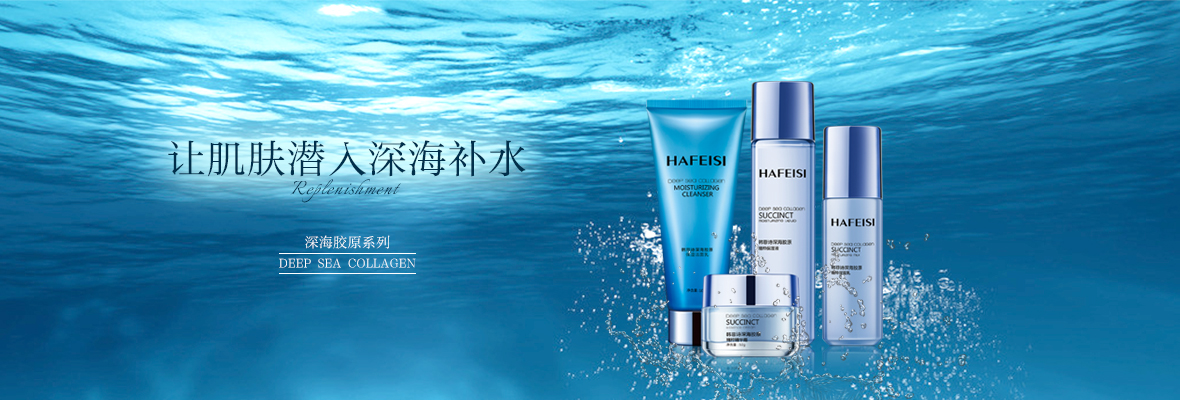 让肌肤潜入深海补水
Replenishment
深海胶原系列
DEEP SEA COLLAGEN
HAFEISI
DEEP SEA COLLAGEN
MOISTURIZING
CLEANSER
HAFEISI
DEEP SEA COLLAGEN
SUCCINCT
HAFEISI
DEEP SEA COLLAGEN
SUCCINCT
DEEP SEA COLLAGEN
SUCCINCT